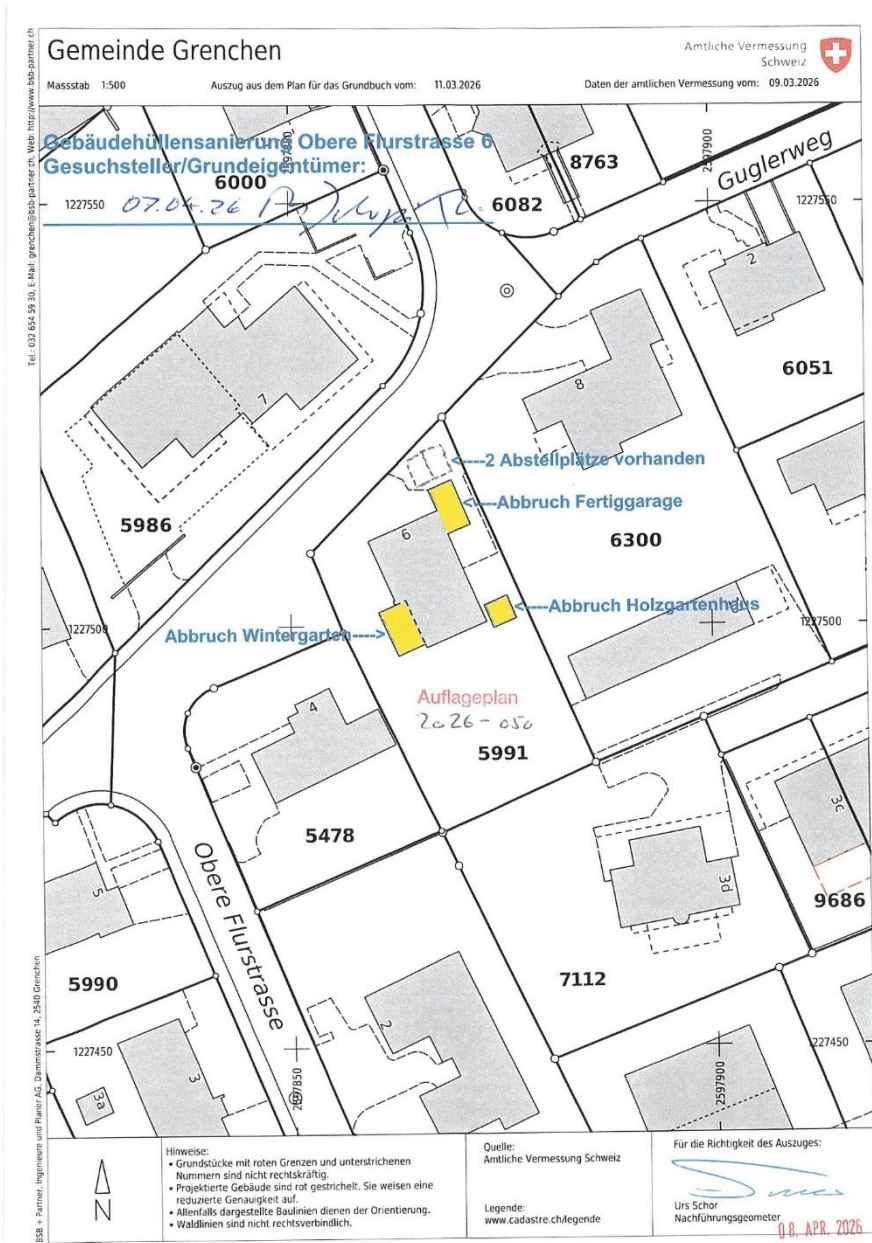 Gemeinde Grenchen
Amtliche Vermessung
Schweiz
Massstab 1:500
Auszug aus dem Plan für das Grundbuch vom: 11.03.2026
Daten der amtlichen Vermessung vom: 09.03.2026
Gebäudehüllensanierung Obere Flurstrasse 6
Gesuchsteller/Grundeigentümer:
07.04.26
2597850
2597900
8763
Guglerweg
6000
6082
1227550
1227550
2
6051
7
8
2 Abstellplätze vorhanden
Abbruch Fertiggarage
5986
6
6300
Abbruch Holzgartenhaus
1227500
1227500
Abbruch Wintergarten
Auflageplan
2026-050
4
5991
5478
3c
Obere Flurstrasse
5
3d
9686
5990
7112
2
1227450
1227450
3
3a
2597850
2597900
N
Hinweise:
• Grundstücke mit roten Grenzen und unterstrichenen
Nummern sind nicht rechtskräftig.
• Projektierte Gebäude sind rot gestrichelt. Sie weisen eine
reduzierte Genauigkeit auf.
• Allenfalls dargestellte Baulinien dienen der Orientierung.
• Waldlinien sind nicht rechtsverbindlich.
Quelle:
Amtliche Vermessung Schweiz
Legende:
www.cadastre.ch/legende
Für die Richtigkeit des Auszuges:
Urs Schor
Nachführungsgeometer
08. APR. 2026
BSB + Partner, Ingenieure und Planer AG, Dammstrasse 14, 2540 Grenchen
Tel.: 032 654 59 30, E-Mail: grenchen@bsb-partner.ch, Web: http://www.bsb-partner.ch